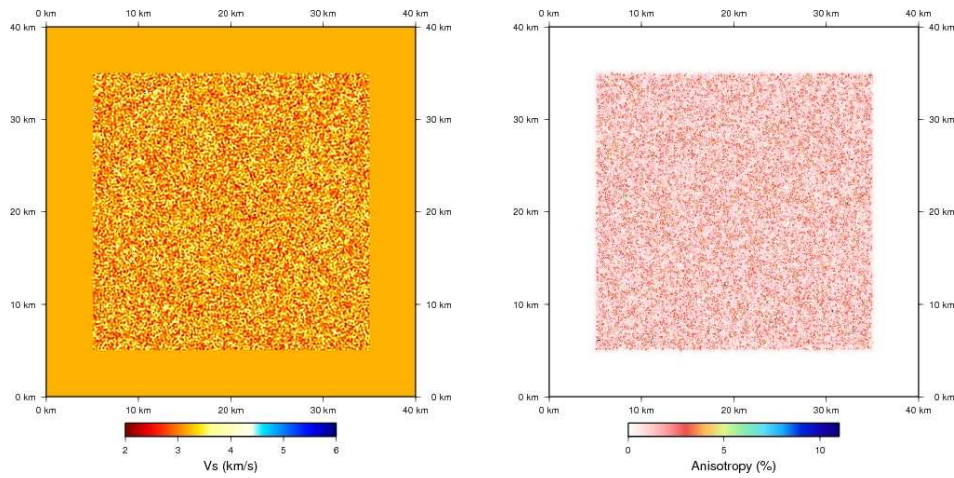 0 km 10 km 20 km 30 km 40 km
0 km 10 km 20 km 30 km 40 km
40 km 40 km 40 km 40 km
30 km 30 km 30 km 30 km
20 km 20 km 20 km 20 km
10 km 10 km 10 km 10 km
0 km 0 km 0 km 0 km
0 km 10 km 20 km 30 km 40 km
0 km 10 km 20 km 30 km 40 km
2 3 4 5 6
0 5 10
Vs (km/s)
Anisotropy (%)